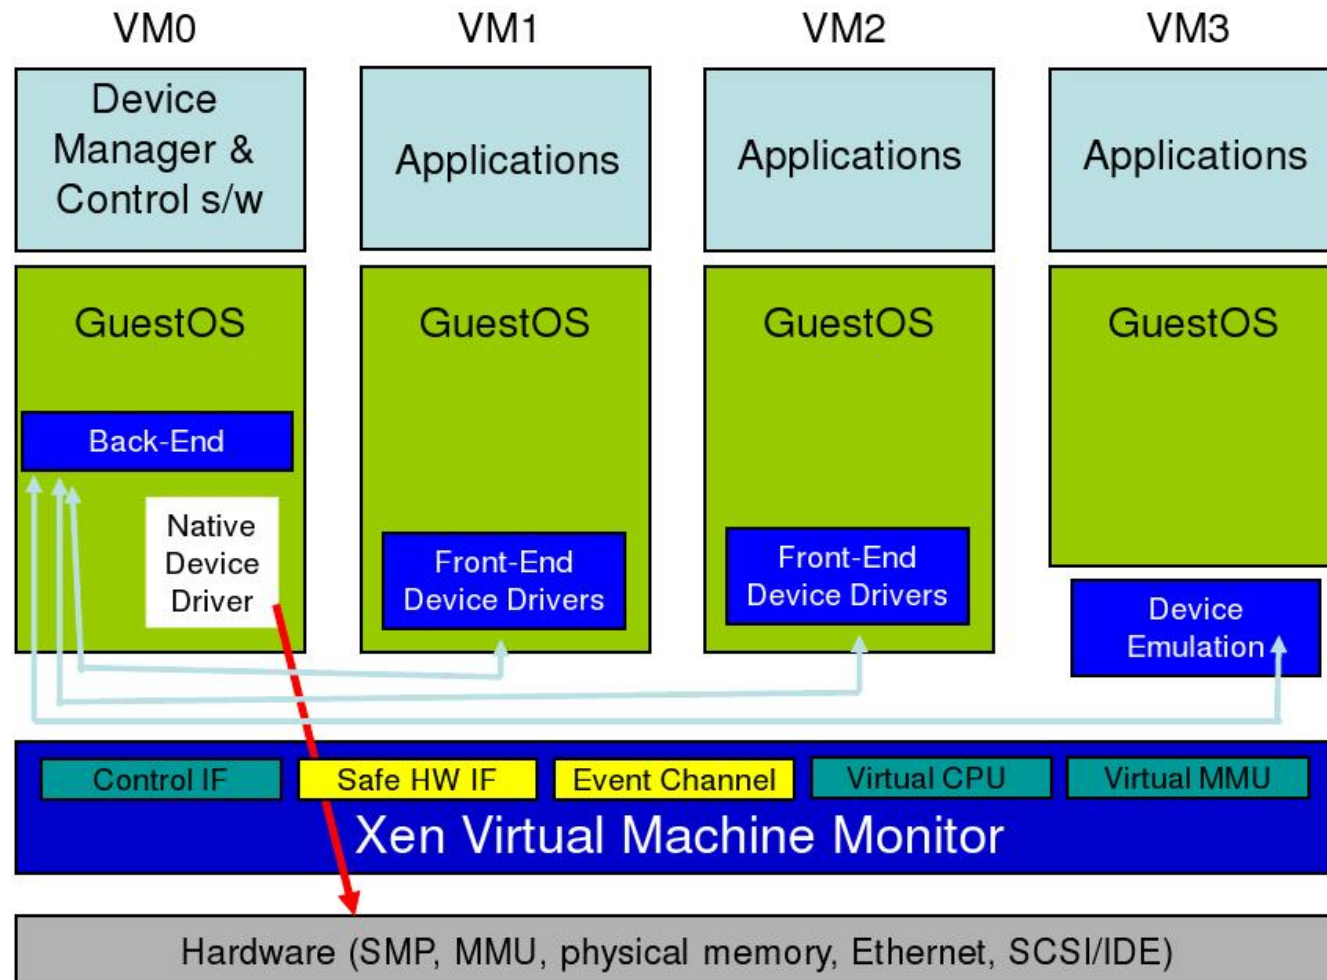 VM0
VM1
VM2
VM3
Device
Manager &
Control s/w
Applications
Applications
Applications
GuestOS
GuestOS
GuestOS
GuestOS
Back-End
Native
Device
Driver
Front-End
Device Drivers
Front-End
Device Drivers
Device
Emulation
Control IF
Safe HW IF
Event Channel
Virtual CPU
Virtual MMU
Xen Virtual Machine Monitor
Hardware (SMP, MMU, physical memory, Ethernet, SCSI/IDE)